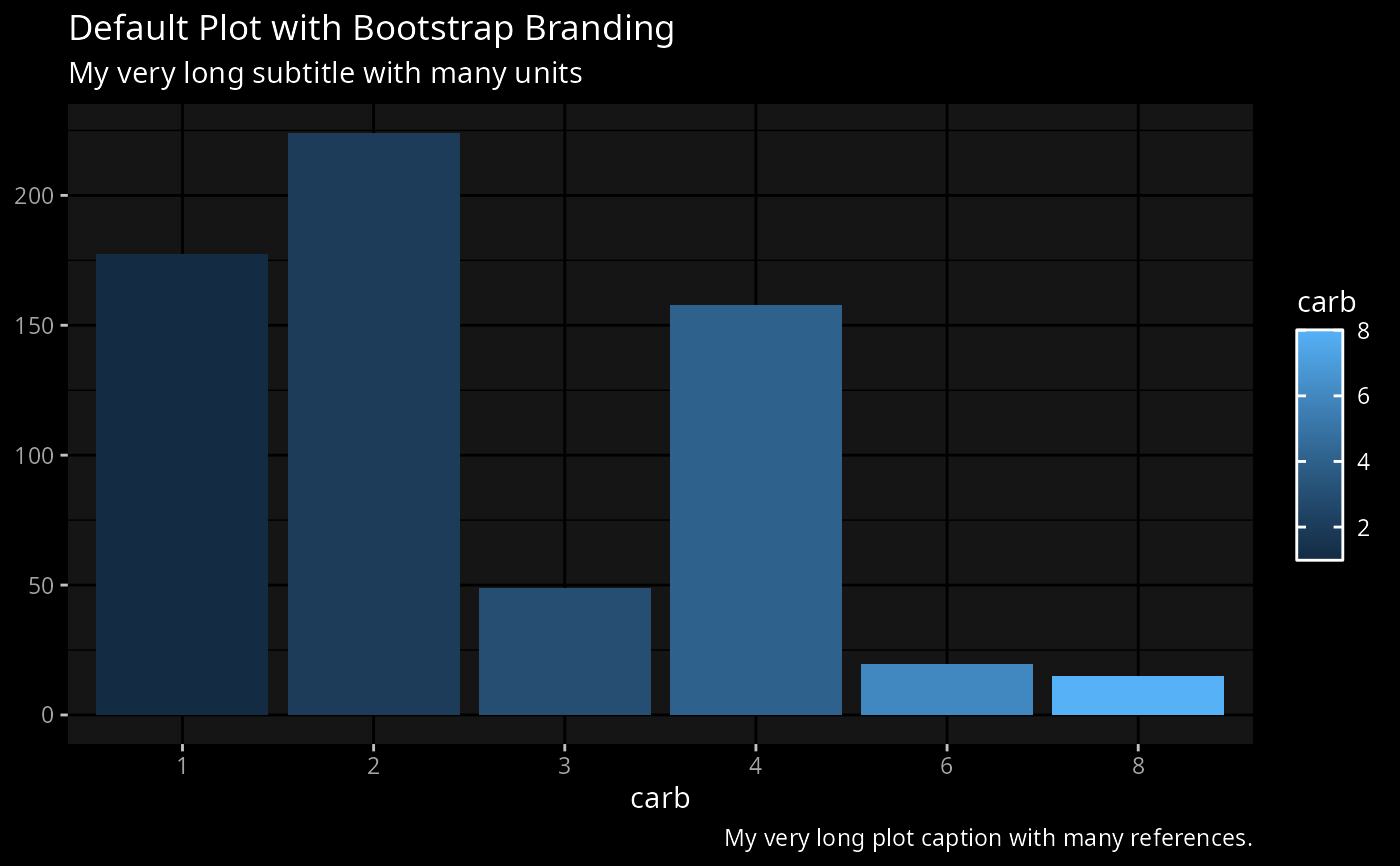 Default Plot with Bootstrap Branding
My very long subtitle with many units
200
150
100
50
0
1 2 3 4 6 8
carb
carb
8
6
4
2
My very long plot caption with many references.